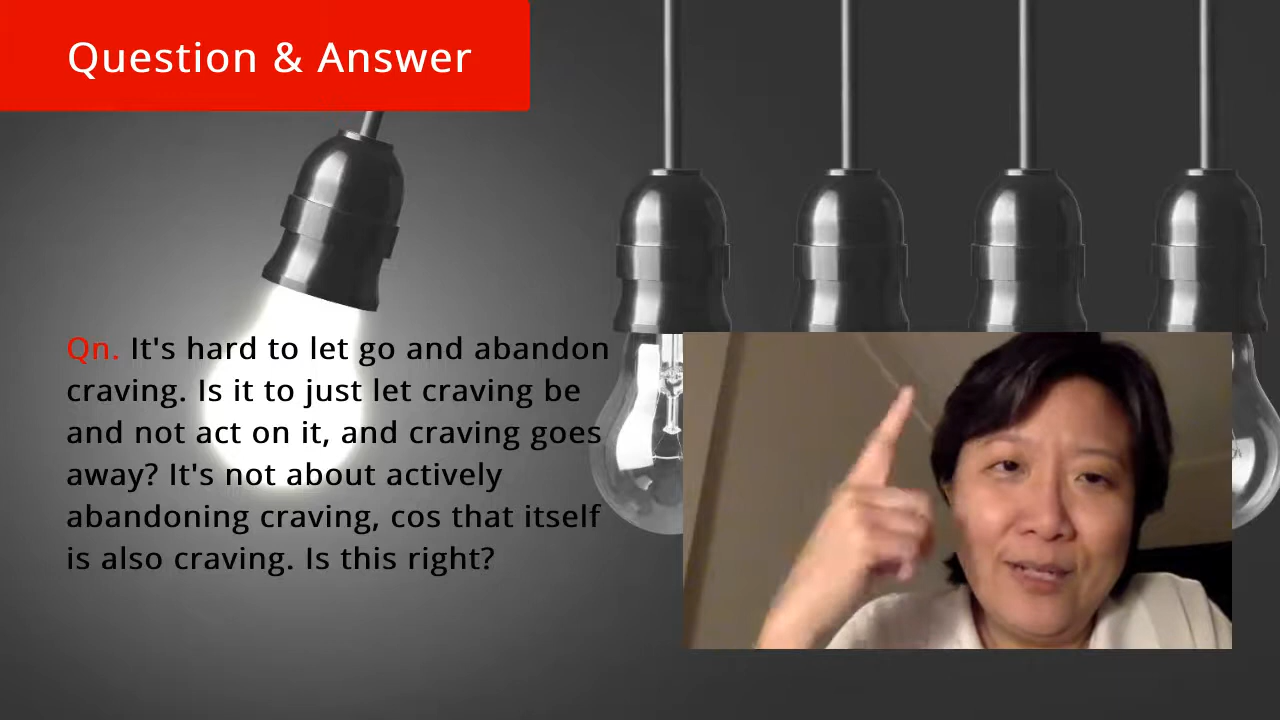 Question & Answer
Qn. It's hard to let go and abandon
craving. Is it to just let craving be
and not act on it, and craving goes
away? It's not about actively
abandoning craving, cos that itself
is also craving. Is this right?